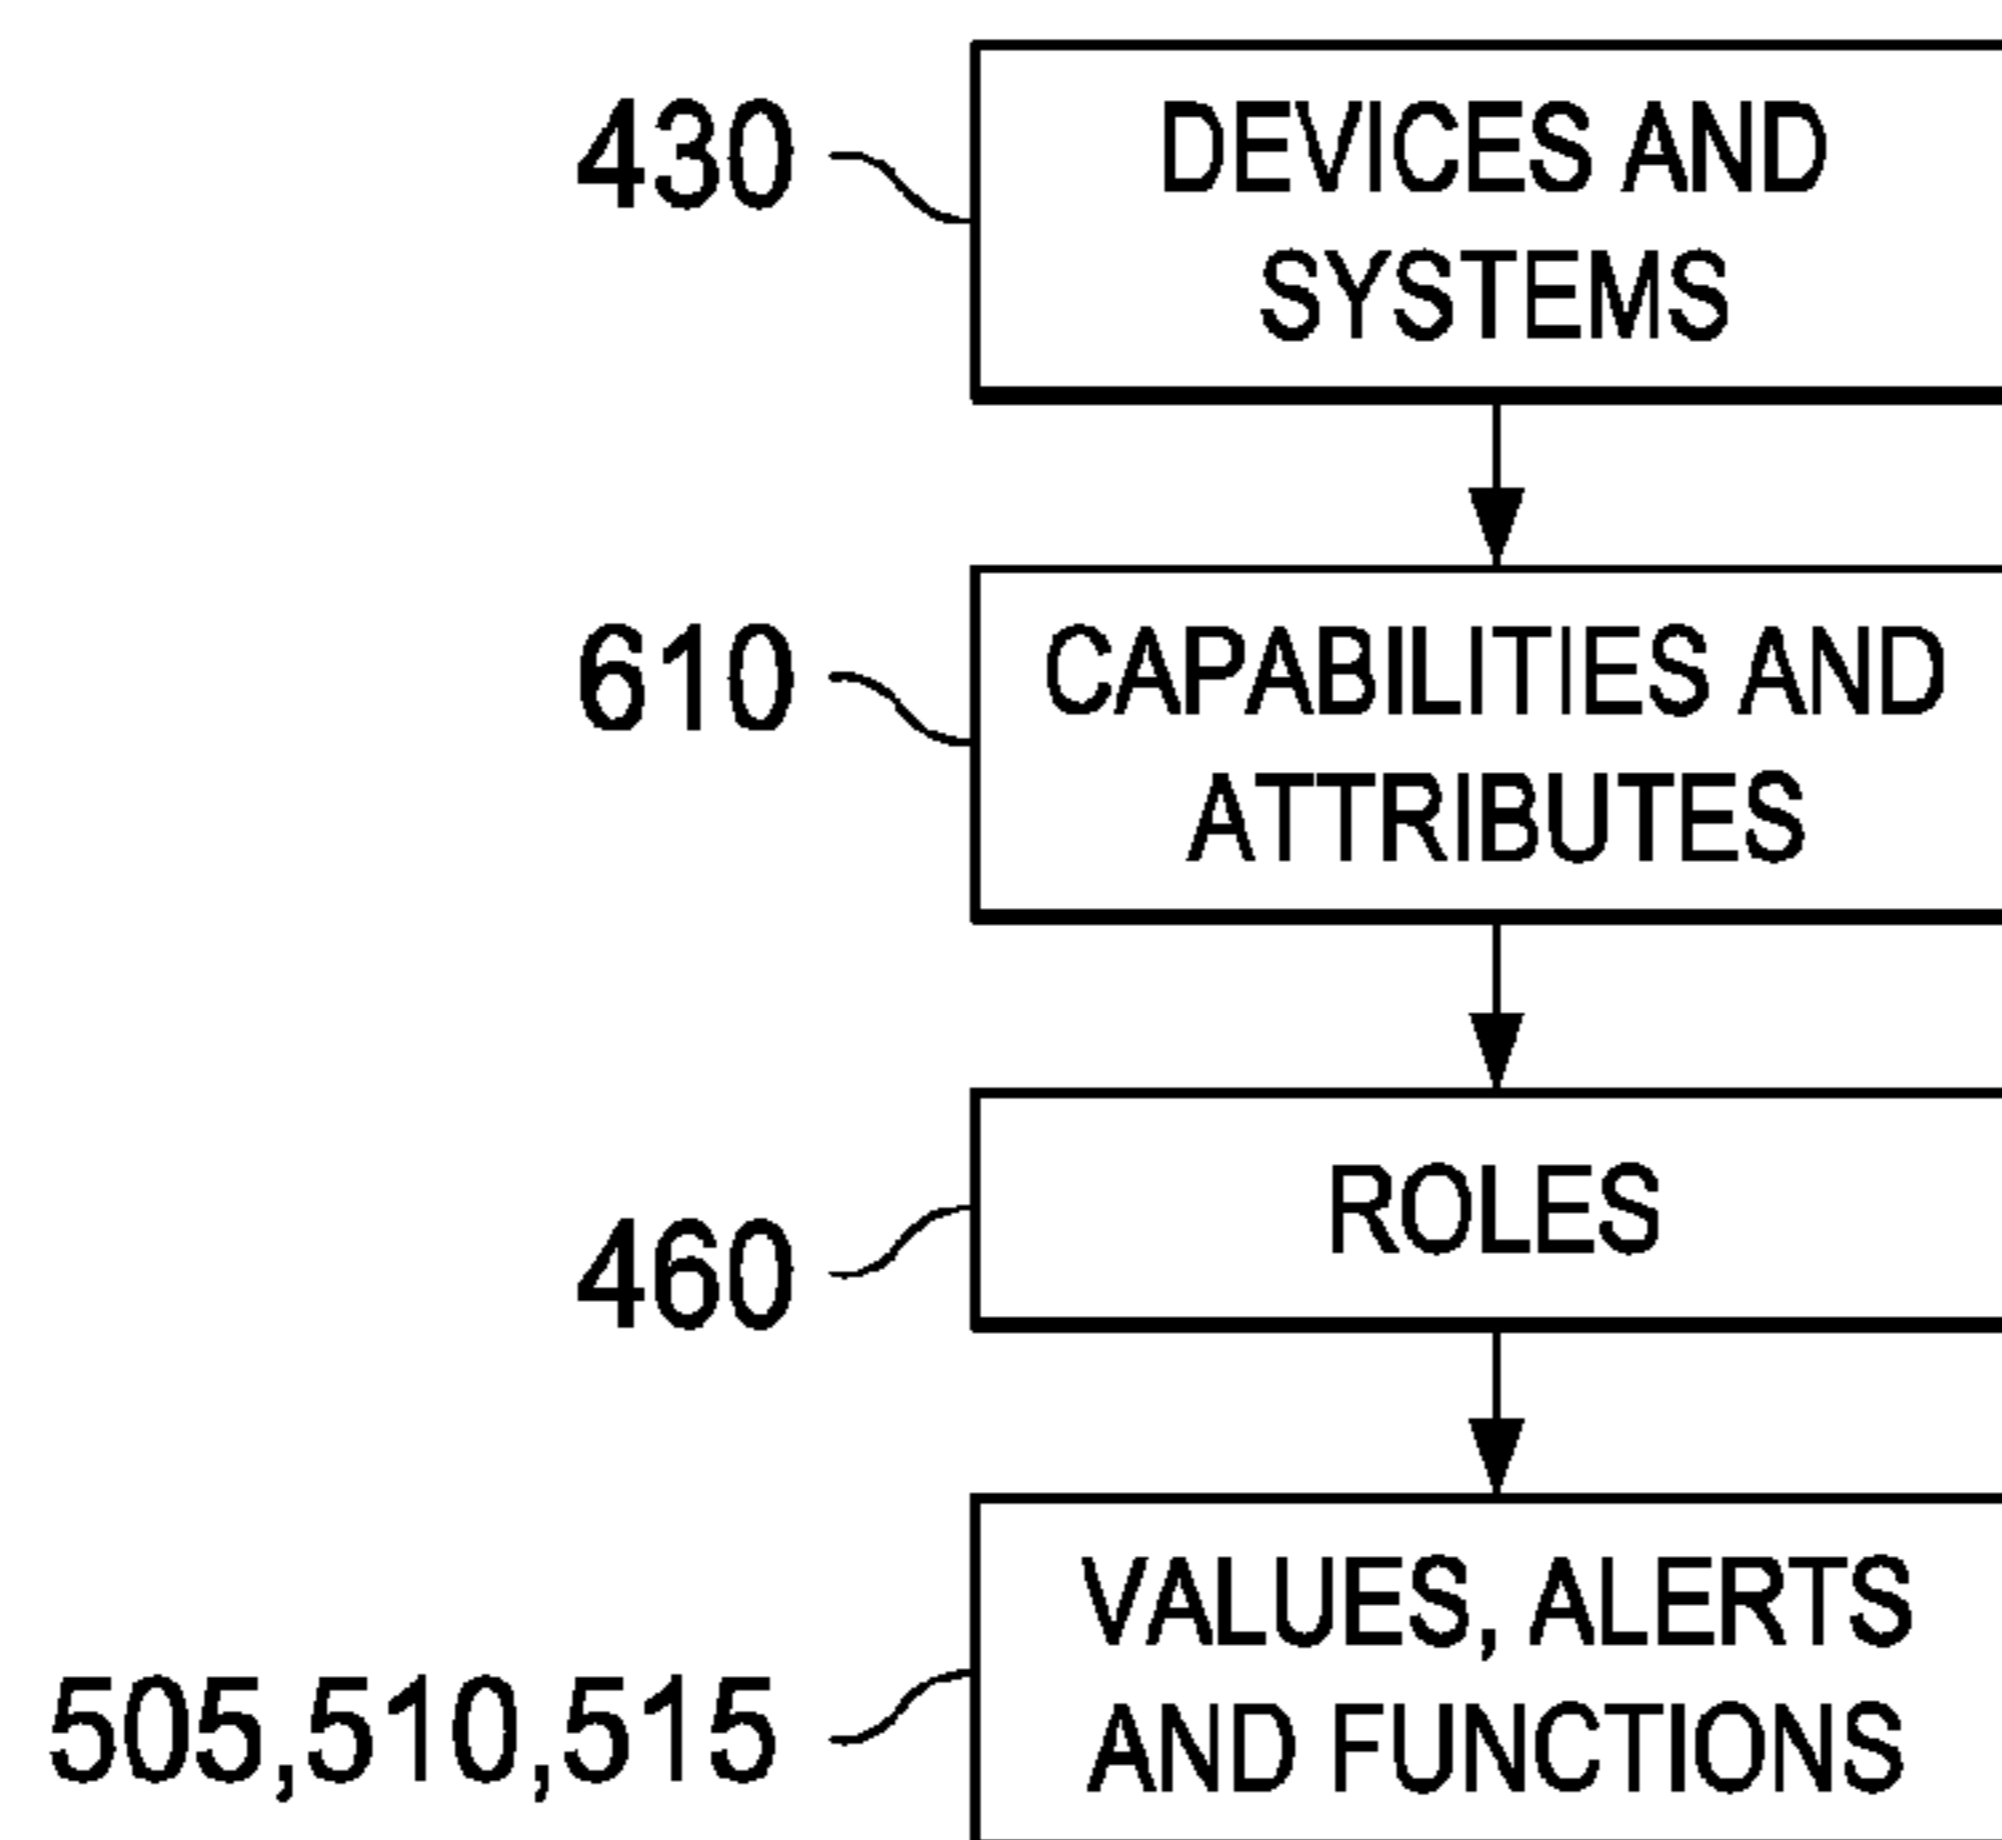 430
DEVICES AND
SYSTEMS
610
CAPABILITIES AND
ATTRIBUTES
460
ROLES
505,510,515
VALUES, ALERTS
AND FUNCTIONS